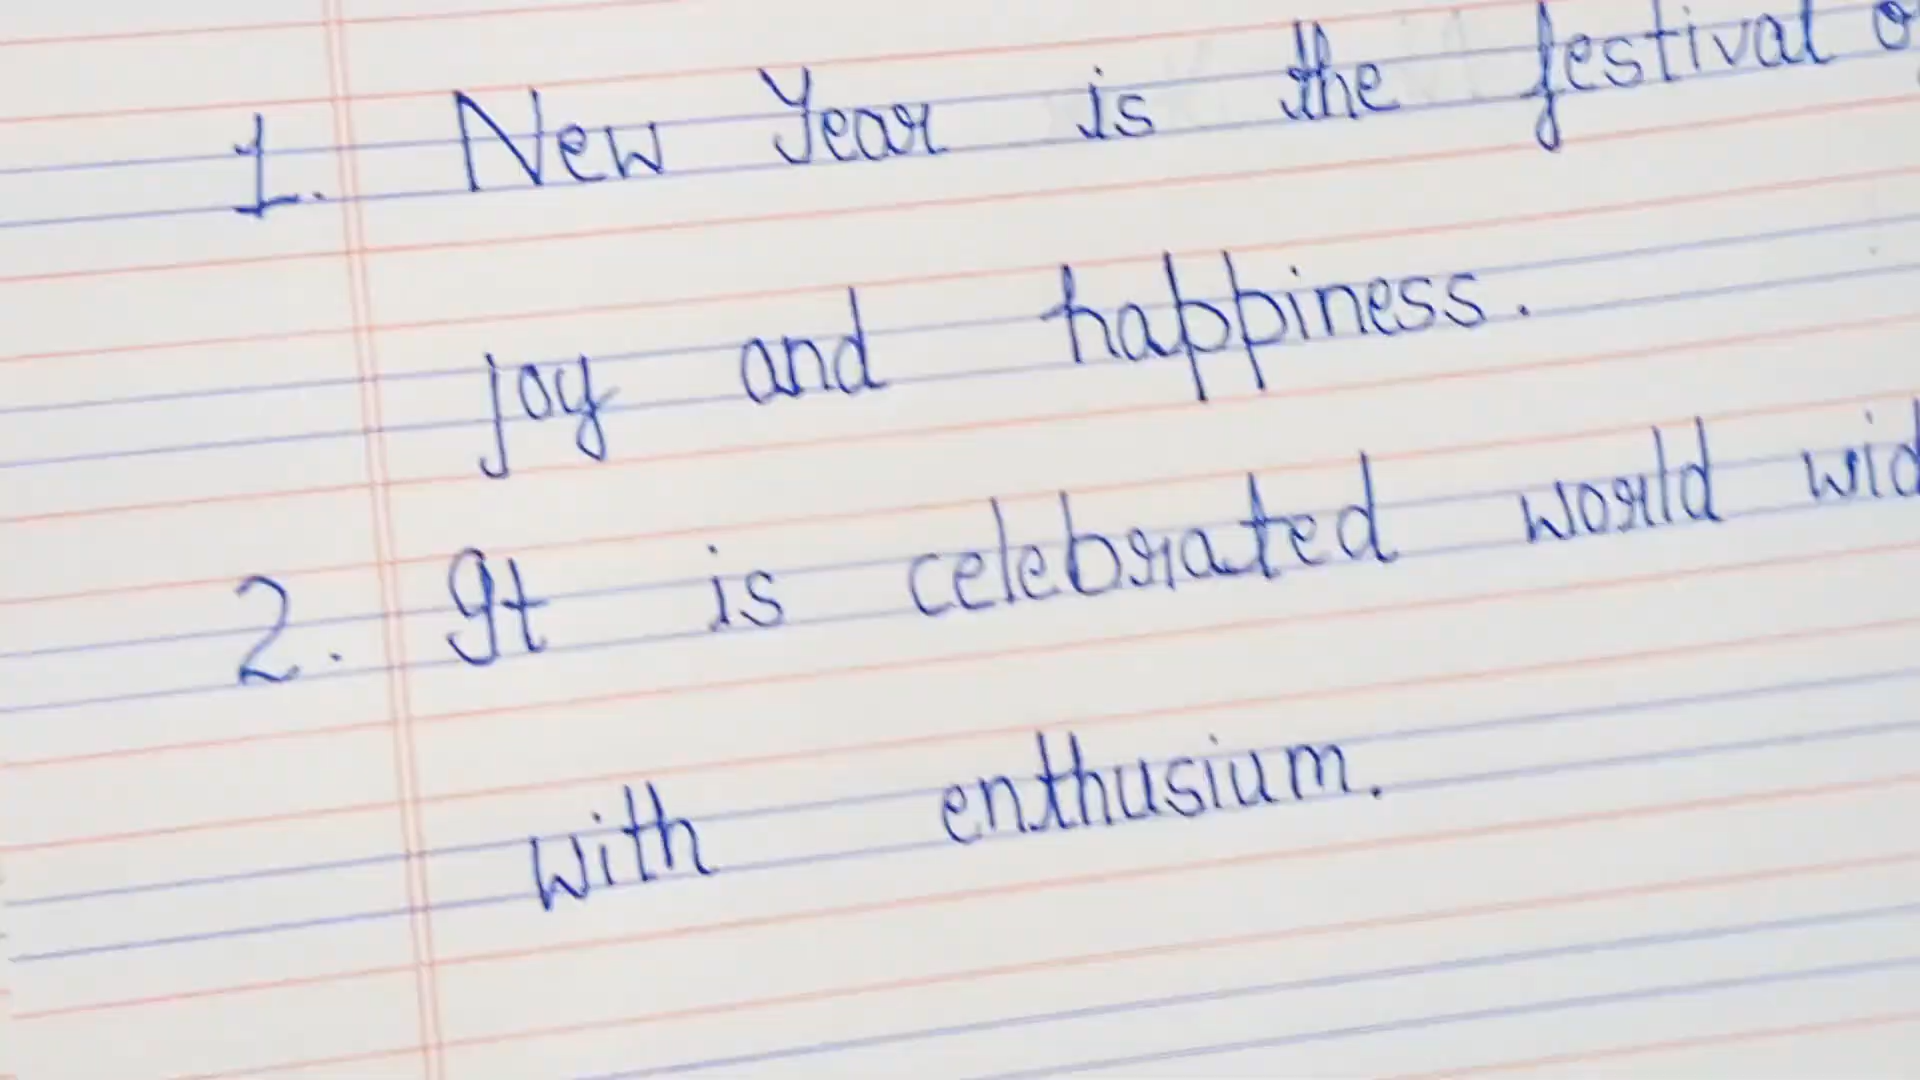 1. New Year is the festival
joy and happiness.
2. It is celebrated world
with enthusium.